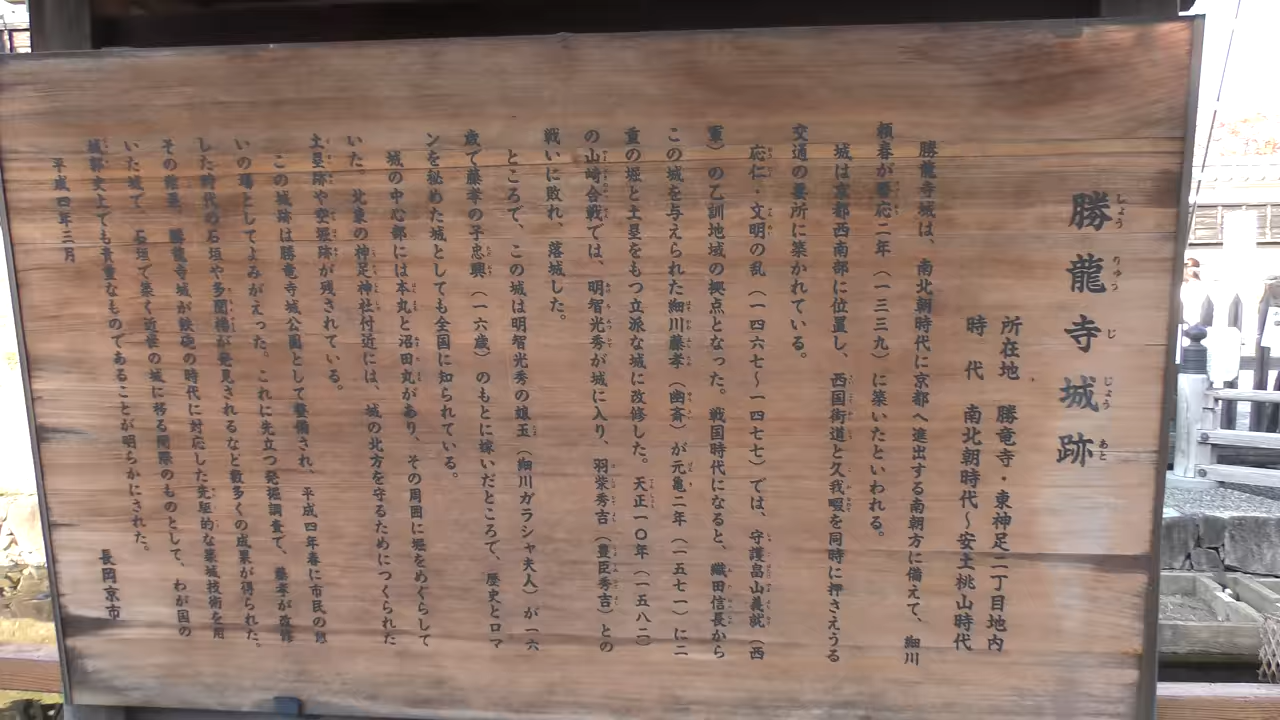 勝龍寺城跡
所在地　勝竜寺・東神足二丁目地内
時　代　南北朝時代～安土桃山時代
勝龍寺城は、南北朝時代に京都へ進出する南朝方に備えて、細川
頼春が暦応二年（一三三九）に築いたといわれる。
城は京都西南部に位置し、西国街道と久我畷を同時に押さえうる
交通の要所に築かれている。
応仁・文明の乱（一四六七～一四七七）では、守護畠山義就（西
軍）の乙訓地域の拠点となった。戦国時代になると、織田信長から
この城を与えられた細川藤孝（幽斎）が元亀二年（一五七一）に二
重の堀と土塁をもつ立派な城に改修した。天正一〇年（一五八二）
の山崎合戦では、明智光秀が城に入り、羽柴秀吉（豊臣秀吉）との
戦いに敗れ、落城した。
ところで、この城は明智光秀の娘玉（細川ガラシャ夫人）が一六
歳で藤孝の子忠興（一六歳）のもとに嫁いだところで、歴史とロマ
ンを秘めた城としても全国に知られている。
城の中心部には本丸と沼田丸があり、その周囲に堀をめぐらして
いた。北東の神足神社付近には、城の北方を守るためにつくられた
土塁跡や空堀跡が残されている。
この城跡は勝竜寺城公園として整備され、平成四年春に市民の憩
いの場としてよみがえった。これに先立つ発掘調査で、藤孝が改修
した時代の石垣や多聞櫓が発見されるなど数多くの成果が得られた。
その結果、勝龍寺城が鉄砲の時代に対応した先駆的な築城技術を用
いた城で、石垣で築く近世の城に移る間際のものとして、わが国の
城郭史上でも貴重なものであることが明らかにされた。
平成四年三月
長岡京市